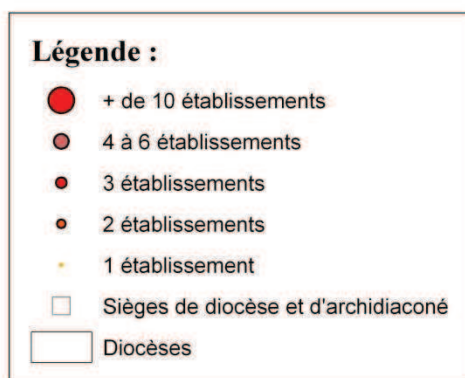 Légende :
+ de 10 établissements
4 à 6 établissements
3 établissements
2 établissements
1 établissement
Sièges de diocèse et d'archidiaconé
Diocèses